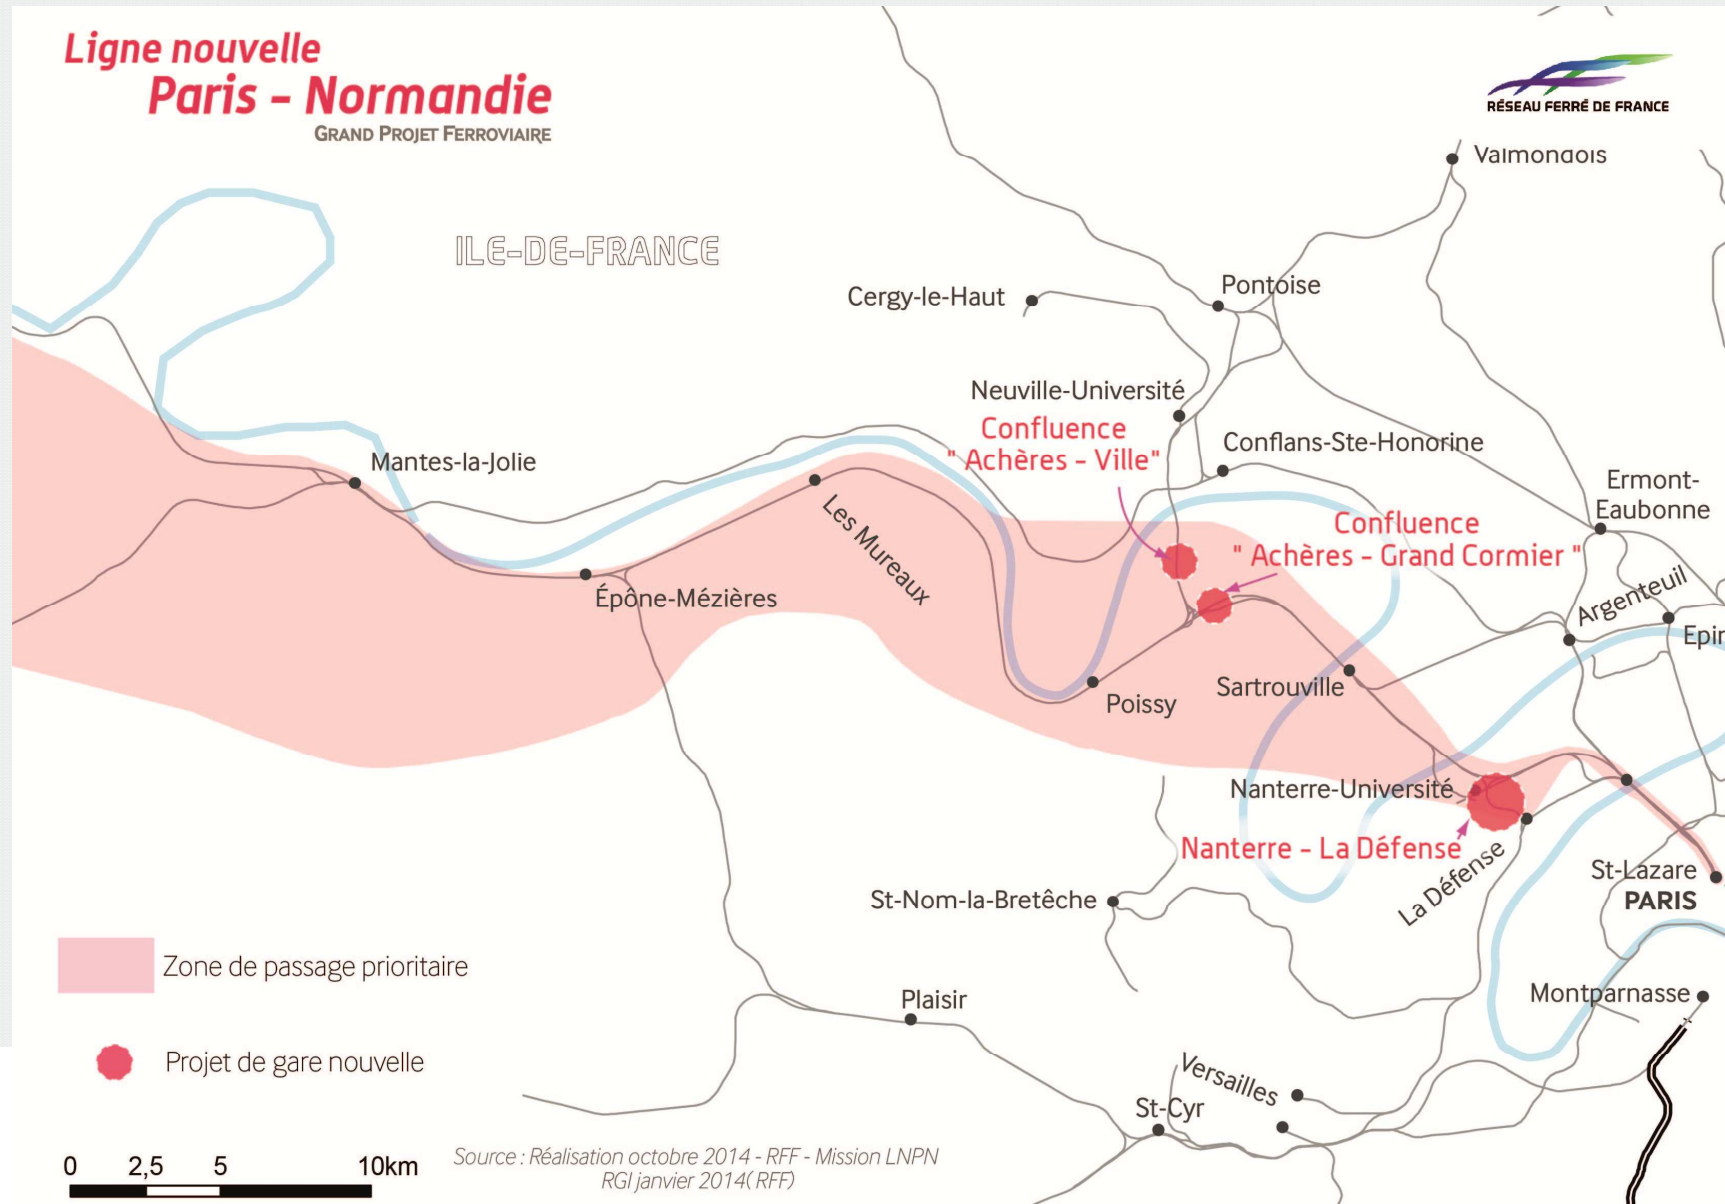 Ligne nouvelle
Paris - Normandie
GRAND PROJET FERROVIAIRE
RÉSEAU FERRÉ DE FRANCE
Valmondois
ILE-DE-FRANCE
Cergy-le-Haut
Pontoise
Neuville-Université
Confluence
" Achères - Ville"
Conflans-Ste-Honorine
Mantes-la-Jolie
Ermont-
Eaubonne
Les Mureaux
Confluence
" Achères - Grand Cormier "
Épône-Mézières
Argenteuil
Epin
Sartrouville
Poissy
Nanterre-Université
Nanterre - La Défense
La Défense
St-Lazare
PARIS
St-Nom-la-Bretêche
Zone de passage prioritaire
Plaisir
Montparnasse
Projet de gare nouvelle
Versailles
St-Cyr
0 2,5 5 10km
Source : Réalisation octobre 2014 - RFF - Mission LNPN
RGI janvier 2014( RFF)